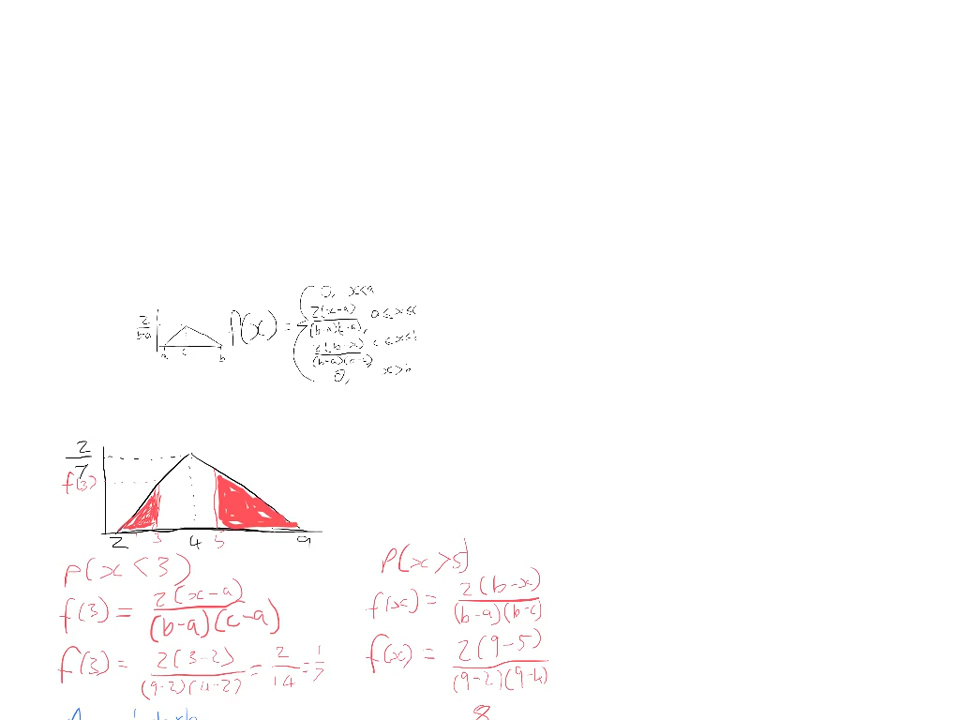 0, x<a
2(x-a)
(b-a)(c-a), a≤x≤c
2
b-a
P(x) =
2(b-x) c≤x≤b
(b-a)(b-c)
a c b
0, x>b
2
7
f(3)
2 3 4 5 9
P(x<3)
f(3) = 2(x-a)
(b-a)(c-a)
f(3) = 2(3-2) = 2 = 1
(9-2)(4-2) 14 7
P(x>5)
f(x) = 2(b-x)
(b-a)(b-c)
f(x) = 2(9-5)
(9-2)(9-4)
8